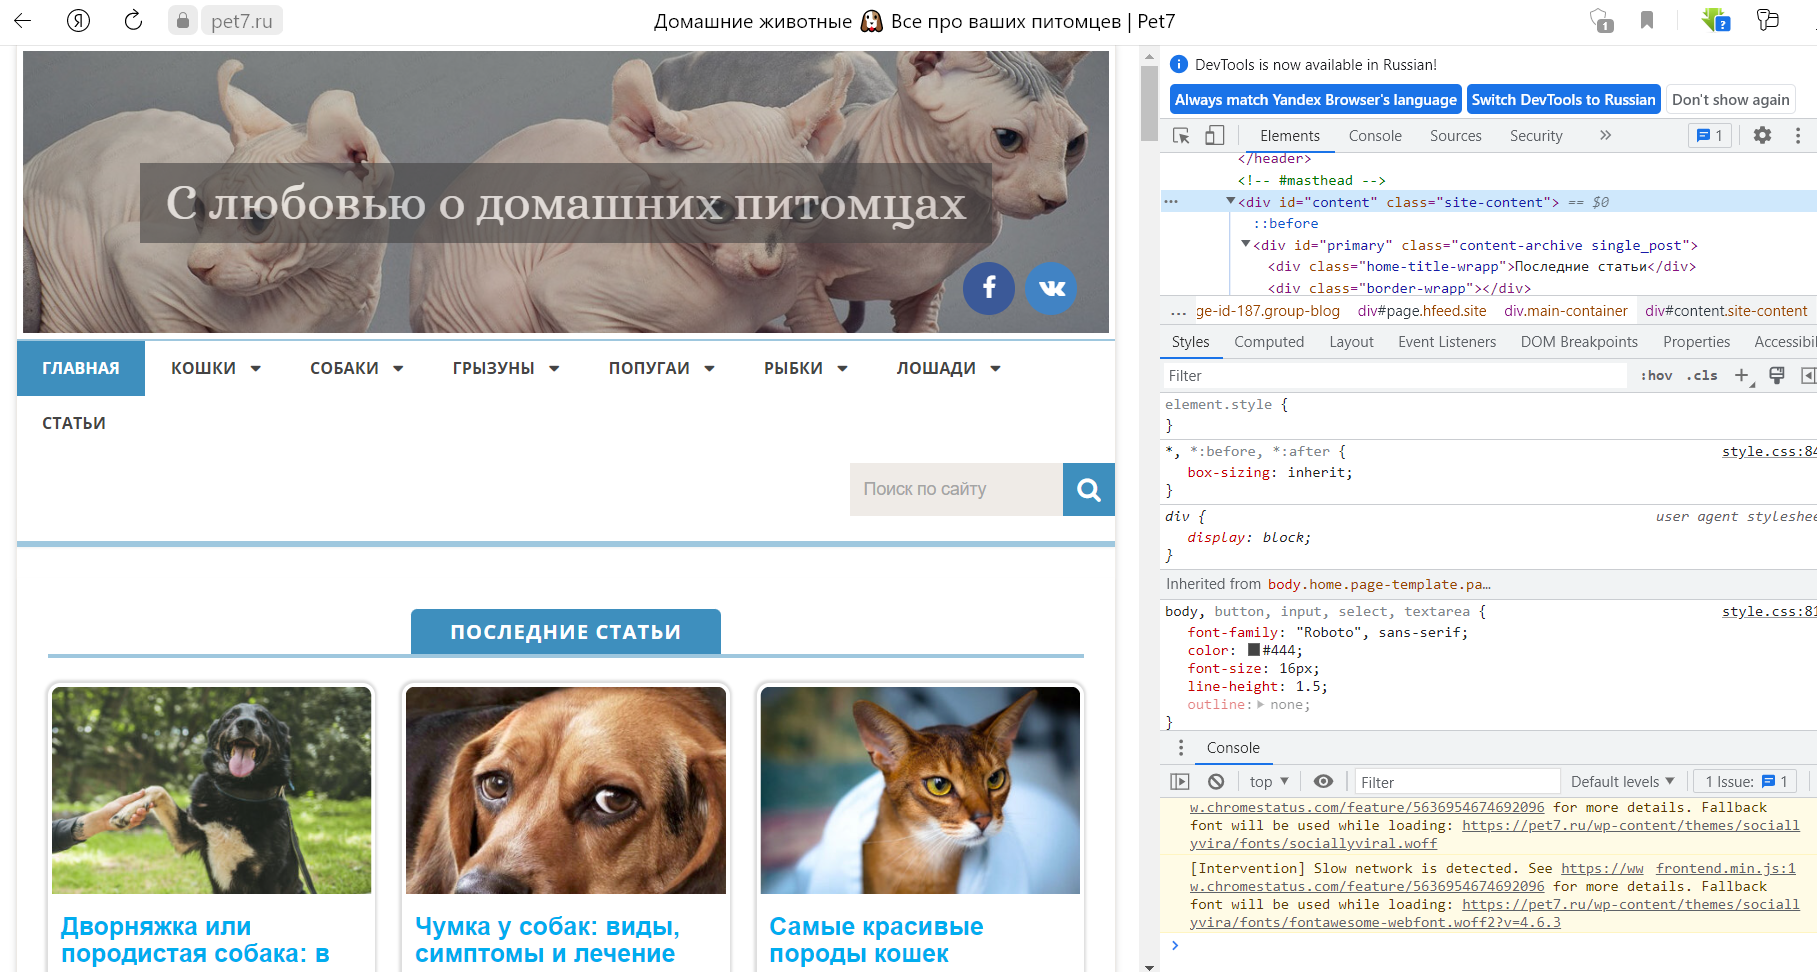 pet7.ru
Домашние животные Все про ваших питомцев | Pet7
1
?
С любовью о домашних питомцах
ГЛАВНАЯ КОШКИ СОБАКИ ГРЫЗУНЫ ПОПУГАИ РЫБКИ ЛОШАДИ
СТАТЬИ
Поиск по сайту
ПОСЛЕДНИЕ СТАТЬИ
Дворняжка или
породистая собака: в
Чумка у собак: виды,
симптомы и лечение
Самые красивые
породы кошек
DevTools is now available in Russian!
Always match Yandex Browser's language Switch DevTools to Russian Don't show again
Elements Console Sources Security » 1
</header>
<!-- #masthead -->
<div id="content" class="site-content"> == $0
::before
<div id="primary" class="content-archive single_post">
<div class="home-title-wrapp">Последние статьи</div>
<div class="border-wrapp"></div>
... ge-id-187.group-blog div#page.hfeed.site div.main-container div#content.site-content
Styles Computed Layout Event Listeners DOM Breakpoints Properties Accessibil
Filter :hov .cls +
element.style {
}
*, *:before, *:after { style.css:84
box-sizing: inherit;
}
div { user agent styleshee
display: block;
}
Inherited from body.home.page-template.pa…
body, button, input, select, textarea { style.css:81
font-family: "Roboto", sans-serif;
color: #444;
font-size: 16px;
line-height: 1.5;
outline: none;
}
Console
top Filter Default levels 1 Issue: 1
w.chromestatus.com/feature/5636954674692096 for more details. Fallback
font will be used while loading: https://pet7.ru/wp-content/themes/sociall
yvira/fonts/sociallyviral.woff
[Intervention] Slow network is detected. See https://ww frontend.min.js:1
w.chromestatus.com/feature/5636954674692096 for more details. Fallback
font will be used while loading: https://pet7.ru/wp-content/themes/sociall
yvira/fonts/fontawesome-webfont.woff2?v=4.6.3